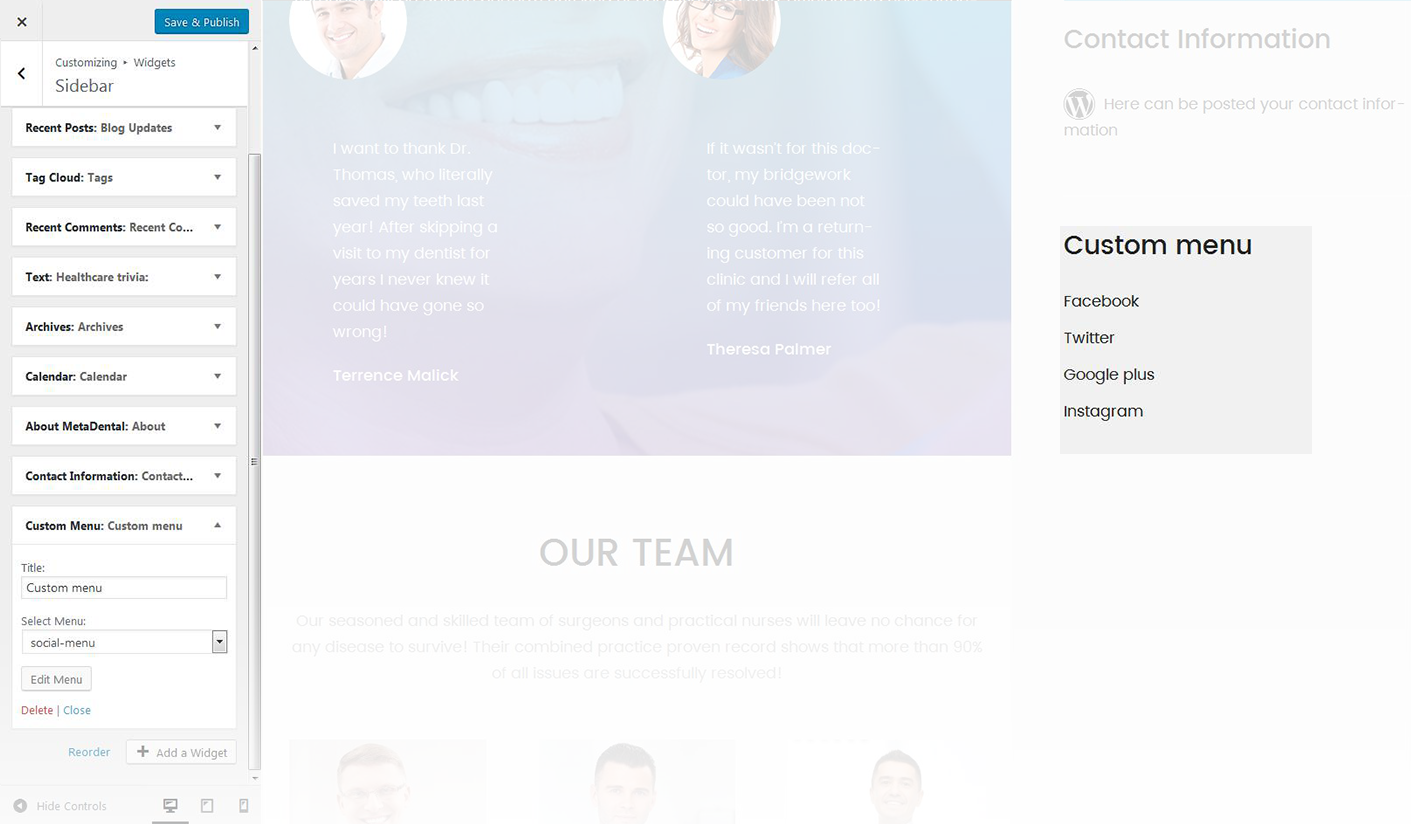 Save & Publish
Customizing ▸ Widgets
Sidebar
Recent Posts: Blog Updates
Tag Cloud: Tags
Recent Comments: Recent Co...
Text: Healthcare trivia:
Archives: Archives
Calendar: Calendar
About MetaDental: About
Contact Information: Contact...
Custom Menu: Custom menu
Title:
Custom menu
Select Menu:
social-menu
Edit Menu
Delete | Close
Reorder
Add a Widget
Hide Controls
I want to thank Dr.
Thomas, who literally
saved my teeth last
year! After skipping a
visit to my dentist for
years I never knew it
could have gone so
wrong!
Terrence Malick
If it wasn't for this doc-
tor, my bridgework
could have been not
so good. I'm a return-
ing customer for this
clinic and I will refer all
of my friends here too!
Theresa Palmer
OUR TEAM
Our seasoned and skilled team of surgeons and practical nurses will leave no chance for
any disease to survive! Their combined practice proven record shows that more than 90%
of all issues are successfully resolved!
Contact Information
Here can be posted your contact infor-
mation
Custom menu
Facebook
Twitter
Google plus
Instagram